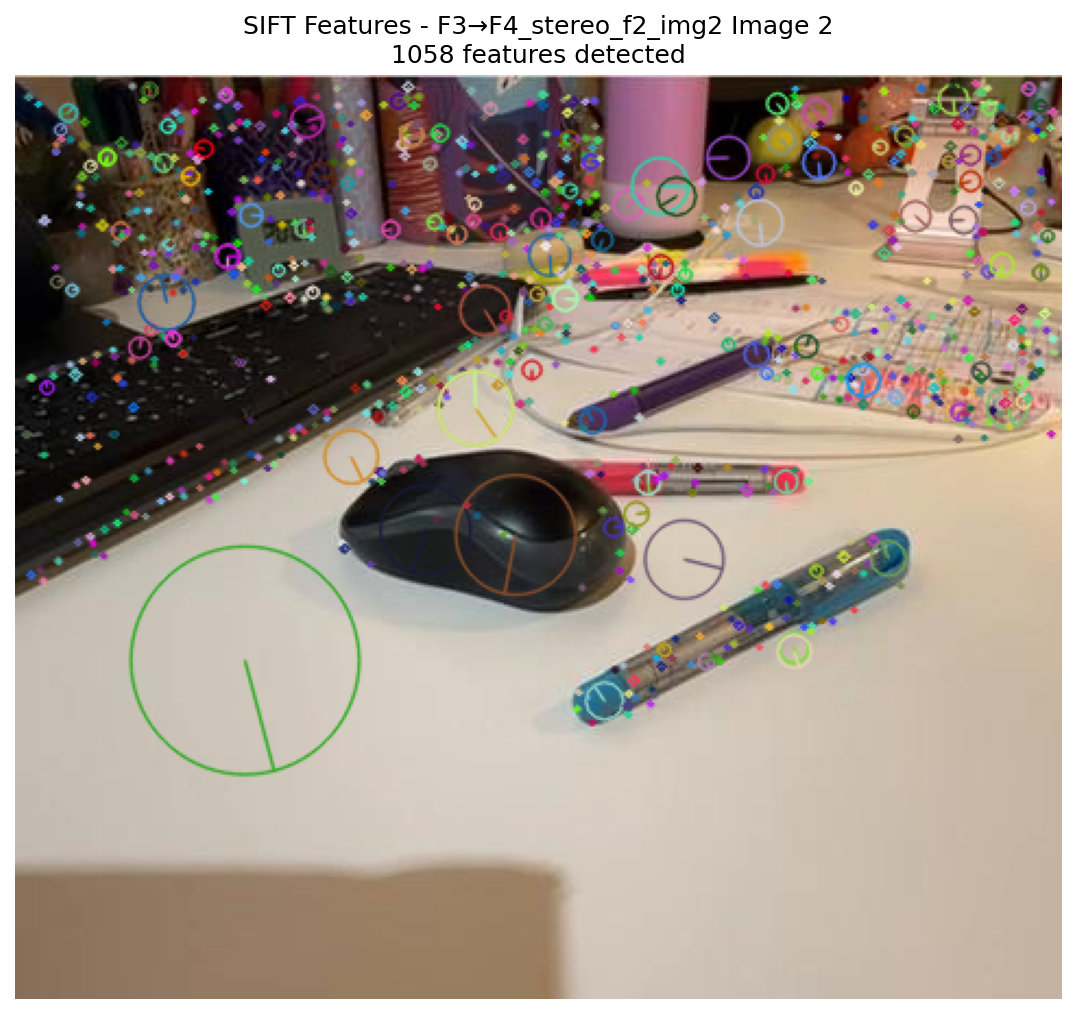 SIFT Features - F3→F4_stereo_f2_img2 Image 2
1058 features detected